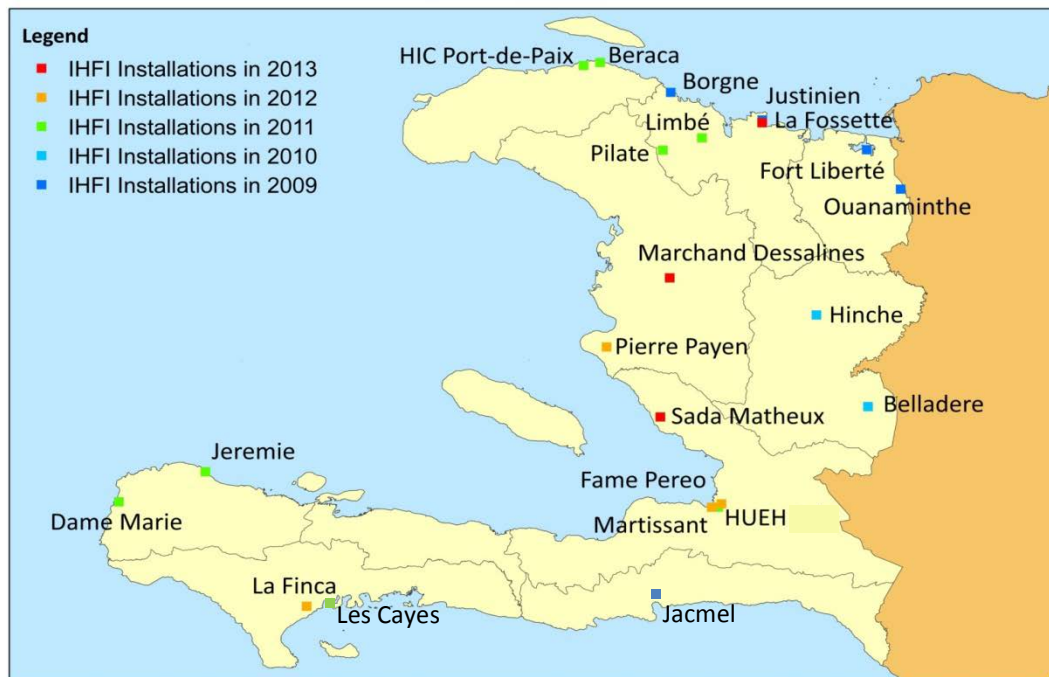 Legend
IHFI Installations in 2013
IHFI Installations in 2012
IHFI Installations in 2011
IHFI Installations in 2010
IHFI Installations in 2009
HIC Port-de-Paix
Beraca
Borgne
Justinien
La Fossette
Limbé
Pilate
Fort Liberté
Ouanaminthe
Marchand Dessalines
Hinche
Pierre Payen
Belladere
Sada Matheux
Jeremie
Fame Pereo
Dame Marie
Martissant
HUEH
La Finca
Les Cayes
Jacmel